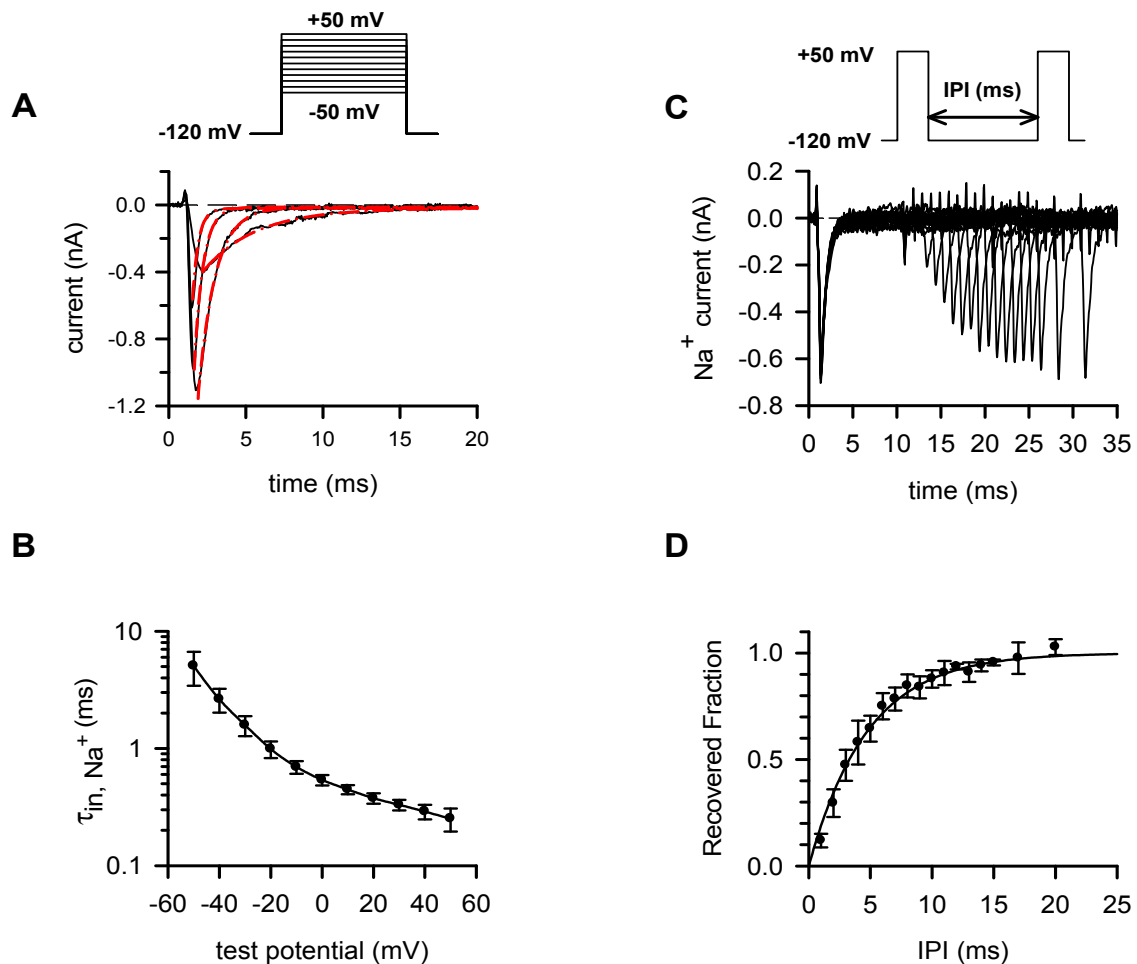 A
+50 mV
-50 mV
-120 mV
0.0
-0.4
-0.8
-1.2
current (nA)
0 5 10 15 20
time (ms)
C
+50 mV
IPI (ms)
-120 mV
0.2
0.0
-0.2
-0.4
-0.6
-0.8
Na+ current (nA)
0 5 10 15 20 25 30 35
time (ms)
B
10
1
0.1
τin, Na+ (ms)
-60 -40 -20 0 20 40 60
test potential (mV)
D
1.0
0.5
0.0
Recovered Fraction
0 5 10 15 20 25
IPI (ms)